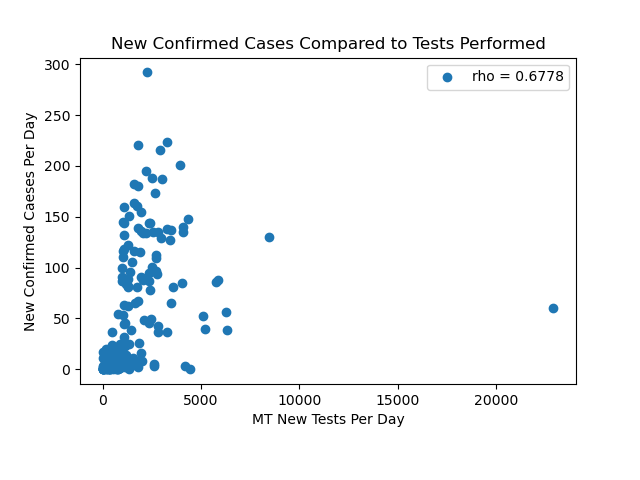 New Confirmed Cases Compared to Tests Performed
rho = 0.6778
300
250
200
150
100
50
0
New Confirmed Caeses Per Day
0 5000 10000 15000 20000
MT New Tests Per Day